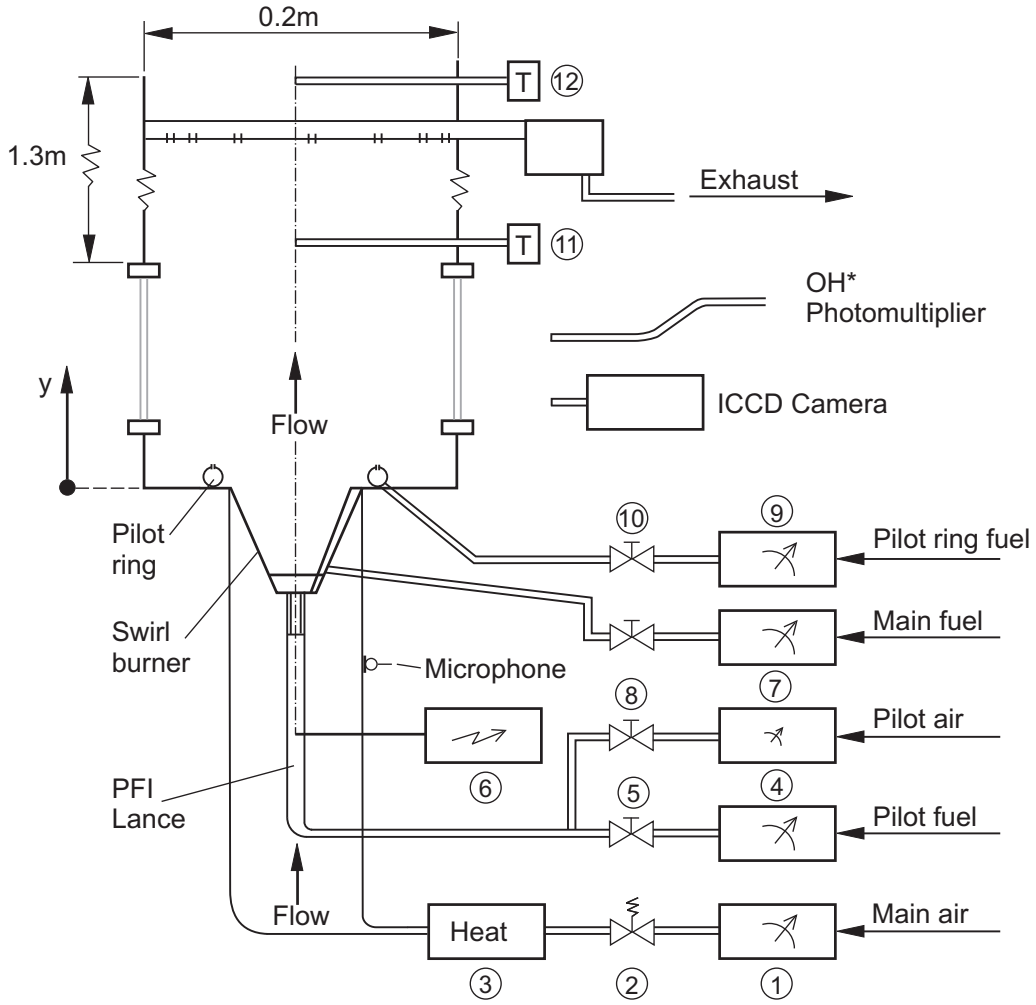 0.2m
T
12
1.3m
Exhaust
T
11
OH*
Photomultiplier
y
ICCD Camera
Flow
Pilot
ring
10
9
Pilot ring fuel
Main fuel
Swirl
burner
Microphone
8
7
Pilot air
PFI
Lance
6
5
4
Pilot fuel
Flow
Heat
Main air
3
2
1